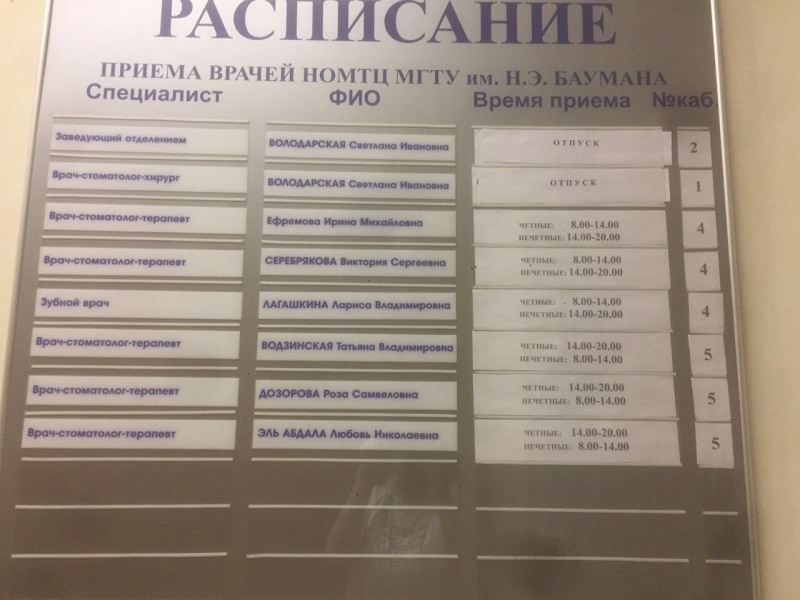 РАСПИСАНИЕ
ПРИЕМА ВРАЧЕЙ НОМТЦ МГТУ им. Н.Э. БАУМАНА
Специалист ФИО Время приема №каб.
Заведующий отделением ВОЛОДАРСКАЯ Светлана Ивановна ОТПУСК 2
Врач-стоматолог-хирург ВОЛОДАРСКАЯ Светлана Ивановна ОТПУСК 1
Врач-стоматолог-терапевт Ефремова Ирина Михайловна ЧЕТНЫЕ: 8.00-14.00 4
НЕЧЕТНЫЕ: 14.00-20.00
Врач-стоматолог-терапевт СЕРЕБРЯКОВА Виктория Сергеевна ЧЕТНЫЕ: 8.00-14.00 4
НЕЧЕТНЫЕ: 14.00-20.00
Зубной врач ЛАГАШКИНА Лариса Владимировна ЧЕТНЫЕ: 8.00-14.00 4
НЕЧЕТНЫЕ: 14.00-20.00
Врач-стоматолог-терапевт ВОДЗИНСКАЯ Татьяна Владимировна ЧЕТНЫЕ: 14.00-20.00 5
НЕЧЕТНЫЕ: 8.00-14.00
Врач-стоматолог-терапевт ДОЗОРОВА Роза Самвеловна ЧЕТНЫЕ: 14.00-20.00 5
НЕЧЕТНЫЕ: 8.00-14.00
Врач-стоматолог-терапевт ЭЛЬ АБДАЛА Любовь Николаевна ЧЕТНЫЕ: 14.00-20.00 5
НЕЧЕТНЫЕ: 8.00-14.00